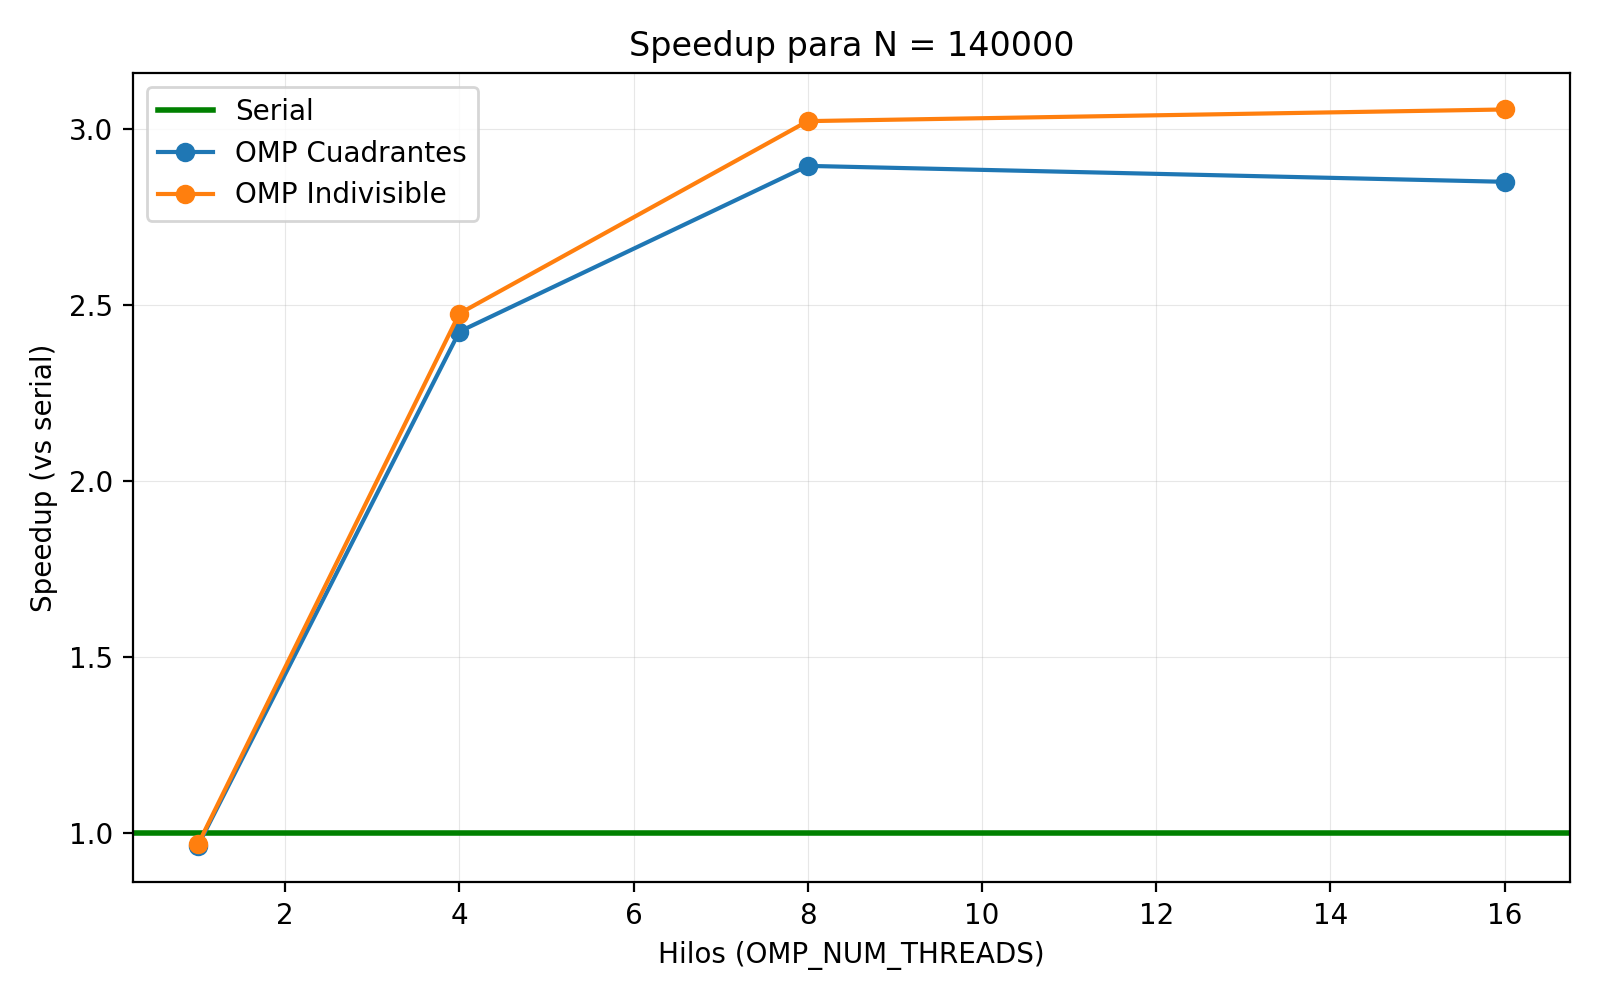 Speedup para N = 140000
Serial
OMP Cuadrantes
OMP Indivisible
Speedup (vs serial)
3.0
2.5
2.0
1.5
1.0
2 4 6 8 10 12 14 16
Hilos (OMP_NUM_THREADS)